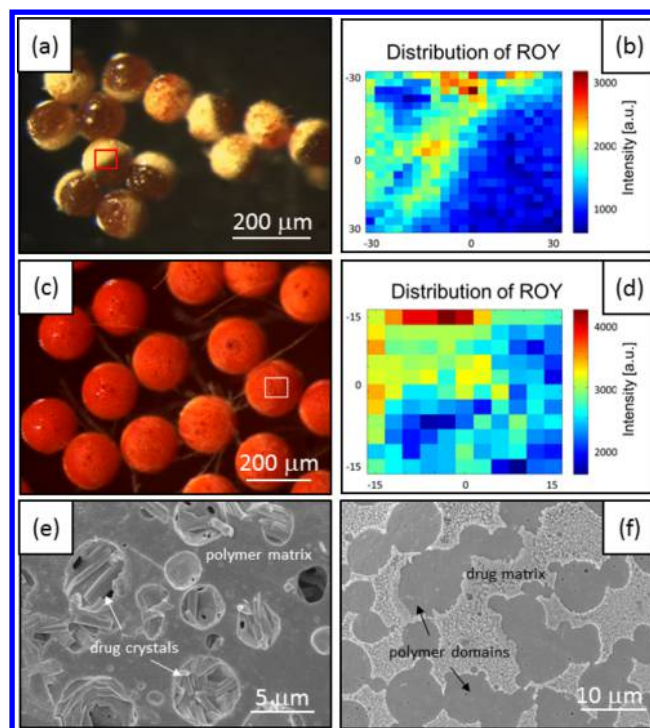 (a)
200 μm
Distribution of ROY
(b)
-30
0
30
-30
0
30
3000
2000
1000
Intensity [a.u.]
(c)
200 μm
Distribution of ROY
(d)
-15
0
-15
-15
0
15
4000
3000
2000
Intensity [a.u.]
(e)
polymer matrix
drug crystals
5 μm
(f)
drug matrix
polymer domains
10 μm